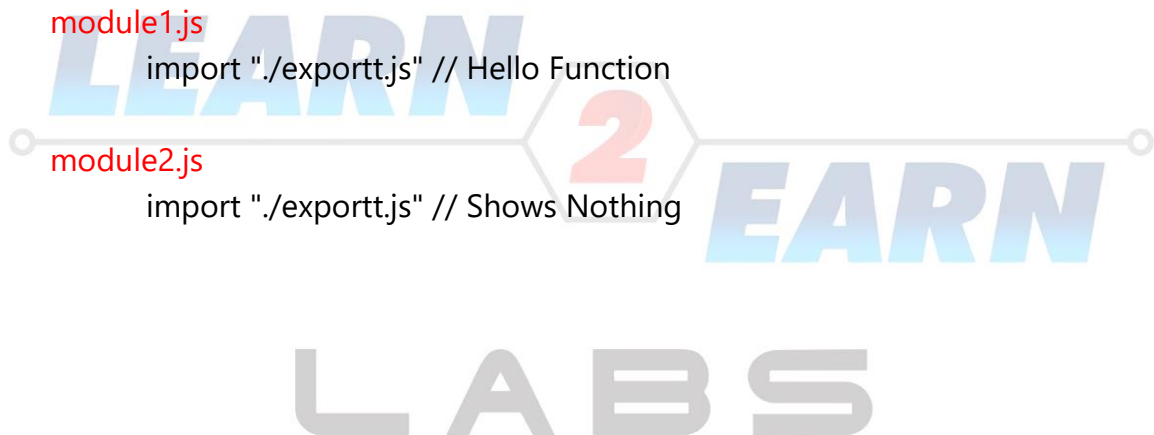 module1.js
import "./exportt.js" // Hello Function
module2.js
import "./exportt.js" // Shows Nothing
LEARN
2
EARN
LABS